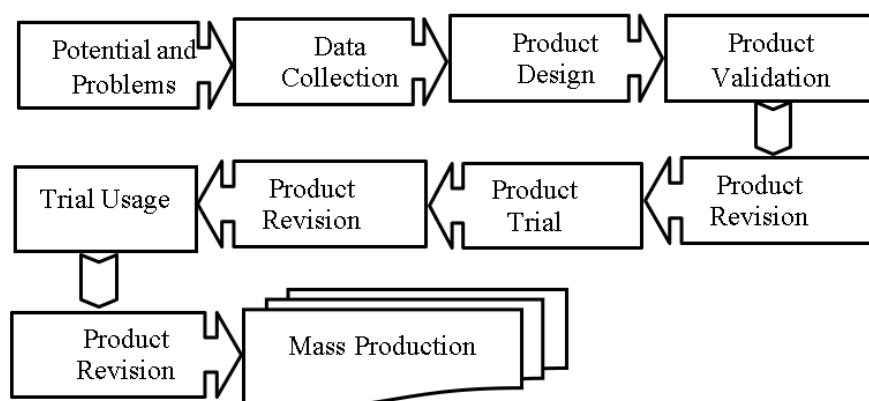 Potential and
Problems
Data
Collection
Product
Design
Product
Validation
Product
Revision
Product
Trial
Product
Revision
Trial Usage
Product
Revision
Mass Production